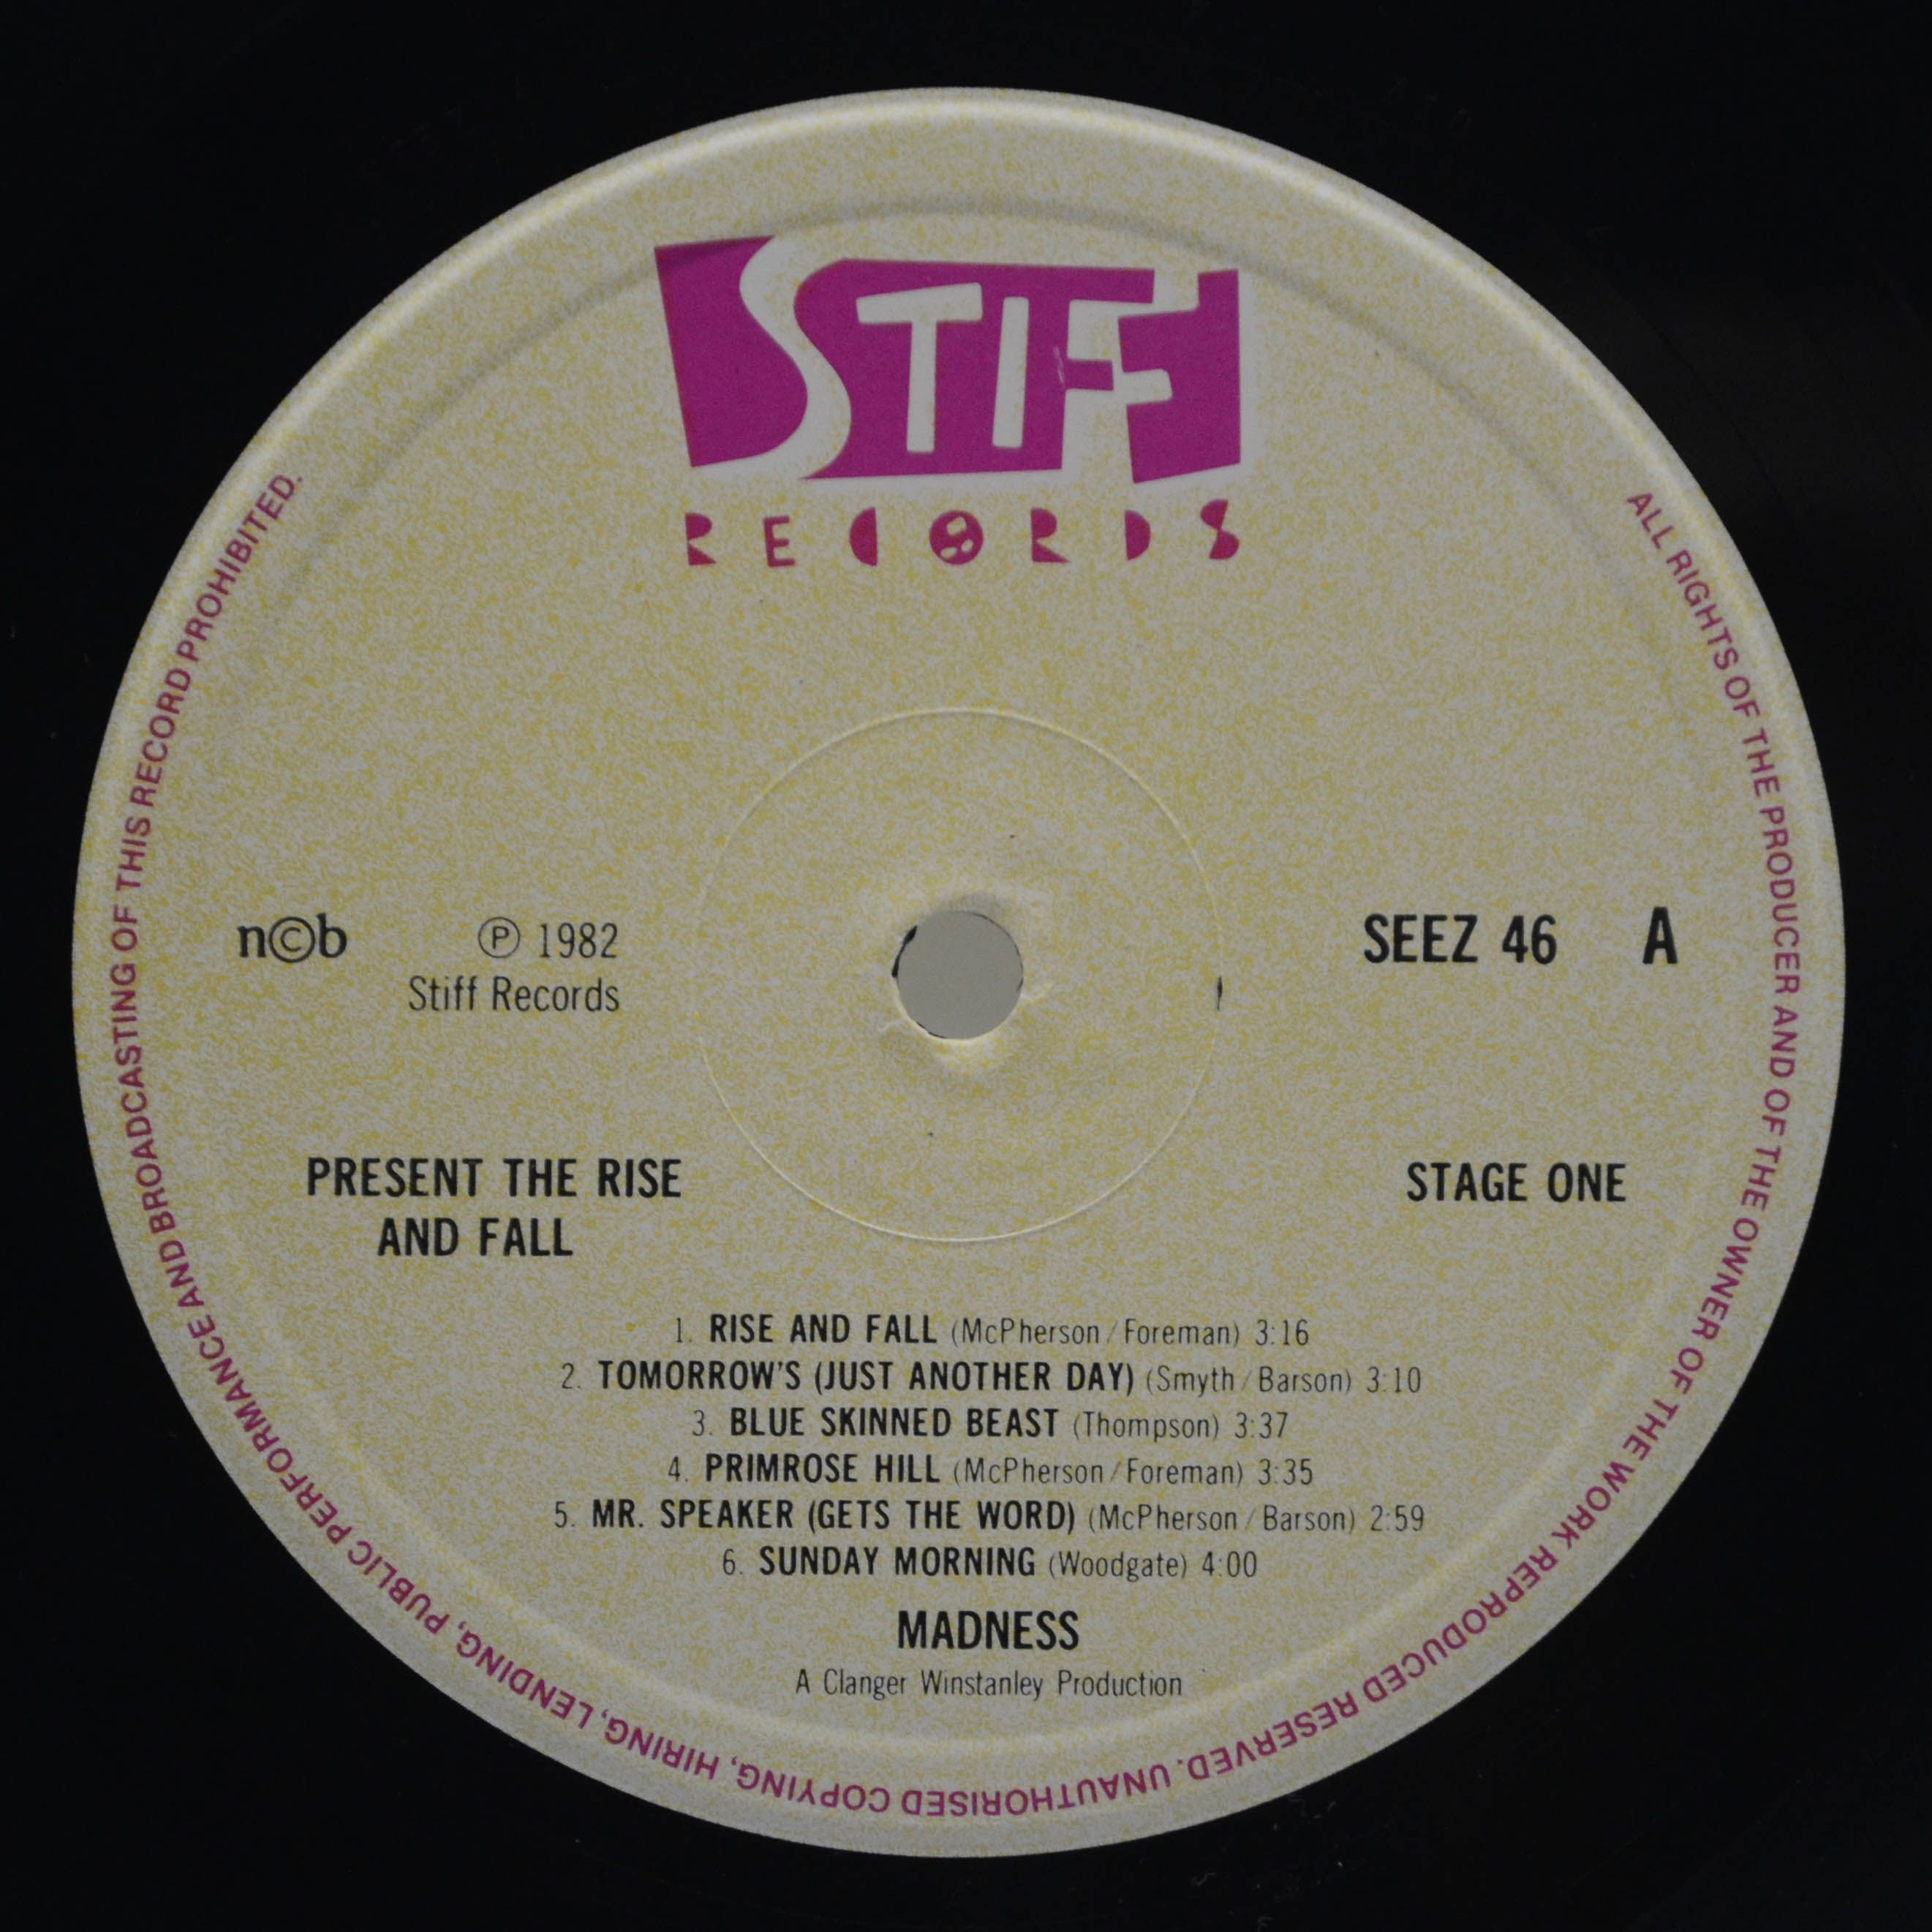 STIFF
RECORDS
n©b ℗ 1982 SEEZ 46 A
Stiff Records
PRESENT THE RISE STAGE ONE
AND FALL
1. RISE AND FALL (McPherson/Foreman) 3:16
2. TOMORROW'S (JUST ANOTHER DAY) (Smyth/Barson) 3:10
3. BLUE SKINNED BEAST (Thompson) 3:37
4. PRIMROSE HILL (McPherson/Foreman) 3:35
5. MR. SPEAKER (GETS THE WORD) (McPherson/Barson) 2:59
6. SUNDAY MORNING (Woodgate) 4:00
MADNESS
A Clanger Winstanley Production
ALL RIGHTS OF THE PRODUCER AND OF THE OWNER OF THE WORK REPRODUCED RESERVED. UNAUTHORISED COPYING, HIRING, LENDING, PUBLIC PERFORMANCE AND BROADCASTING OF THIS RECORD PROHIBITED.